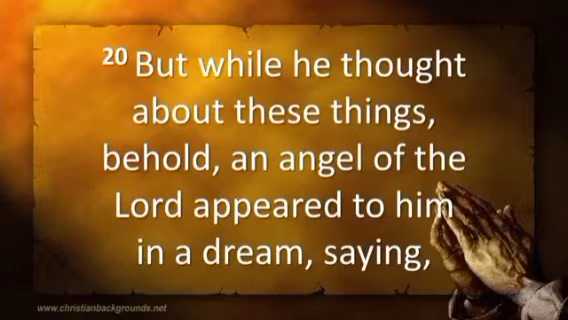 20 But while he thought
about these things,
behold, an angel of the
Lord appeared to him
in a dream, saying,
www.christianbackgrounds.net